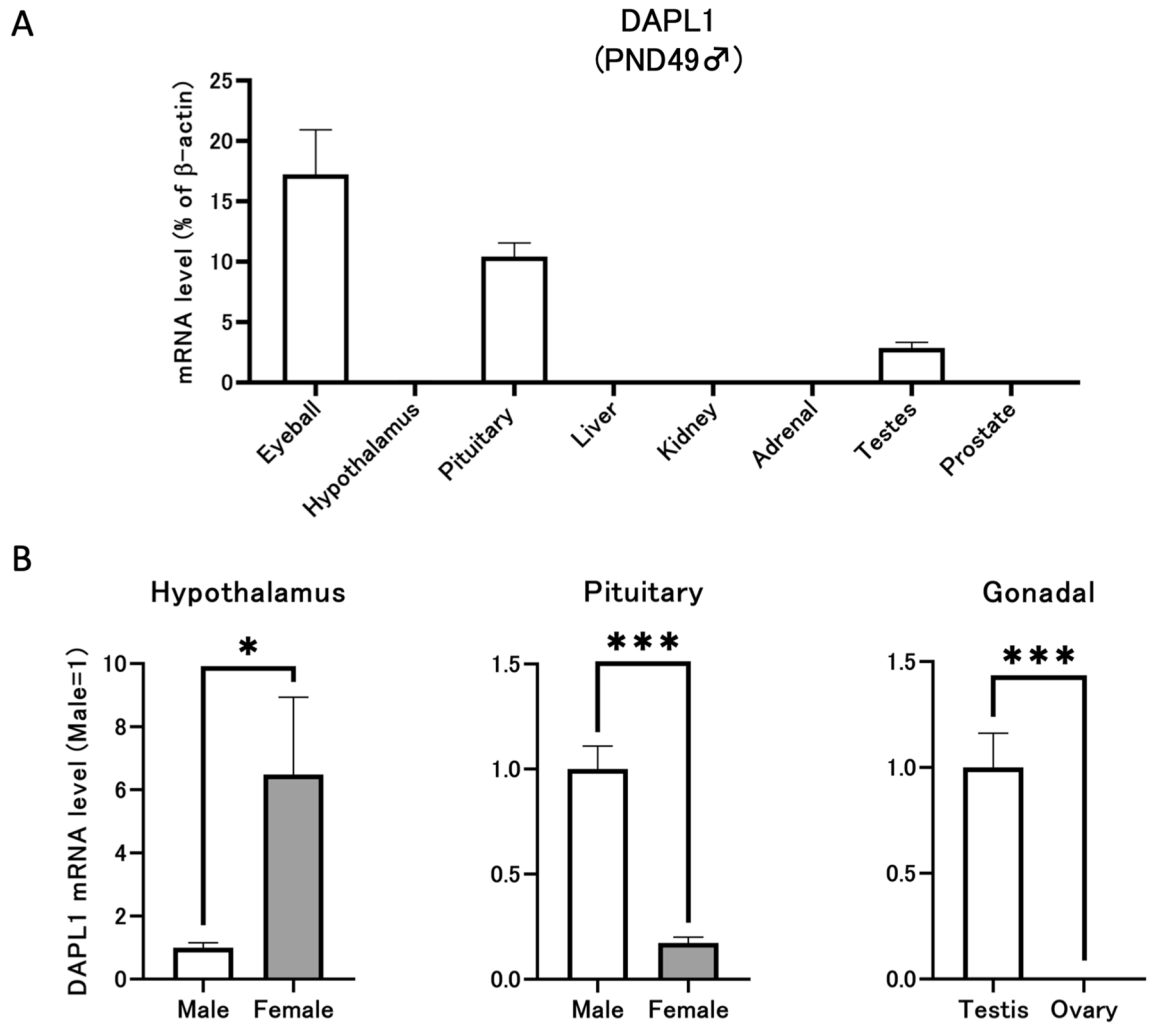 A
DAPL1
(PND49♂)
mRNA level (% of β-actin)
25
20
15
10
5
0
Eyeball
Hypothalamus
Pituitary
Liver
Kidney
Adrenal
Testes
Prostate
B
Hypothalamus
DAPL1 mRNA level (Male=1)
10
8
6
4
2
0
*
Male Female
Pituitary
1.5
1.0
0.5
0.0
***
Male Female
Gonadal
1.5
1.0
0.5
0.0
***
Testis Ovary